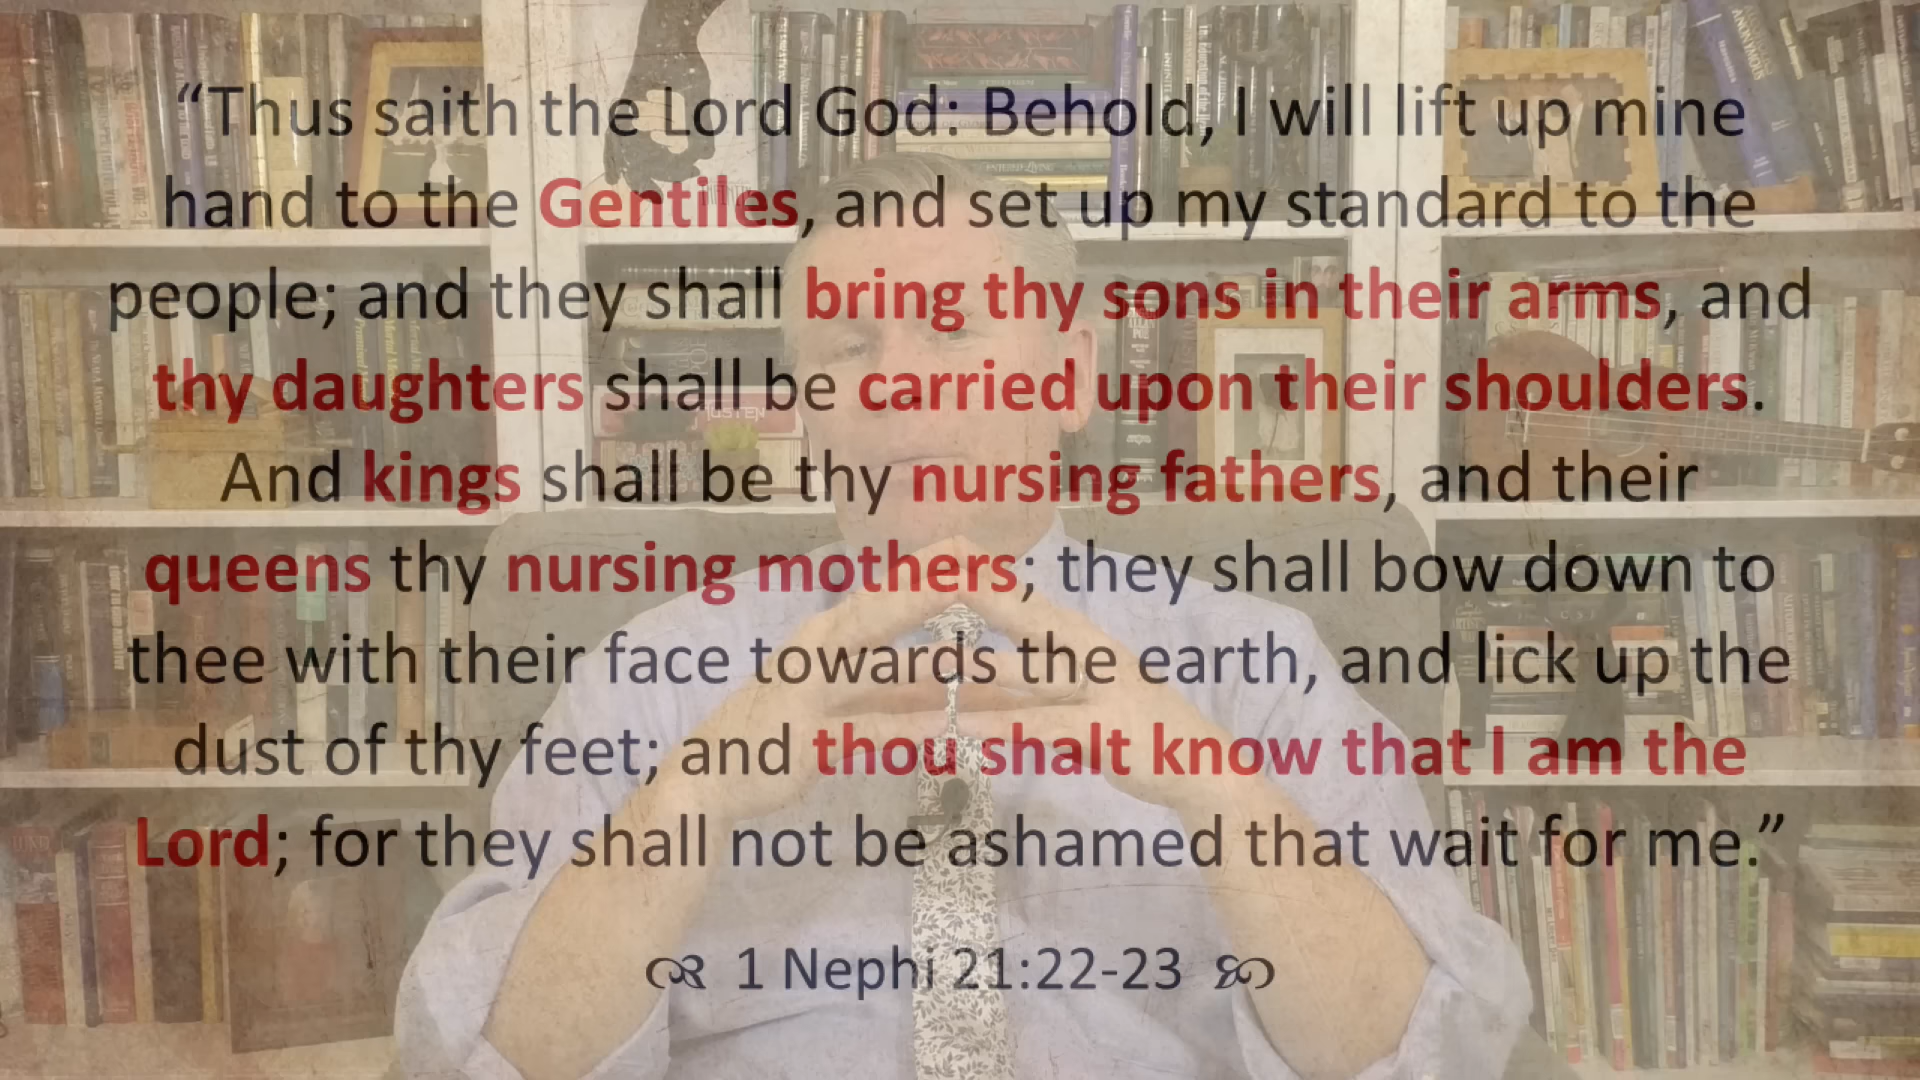 “Thus saith the Lord God: Behold, I will lift up mine
hand to the Gentiles, and set up my standard to the
people; and they shall bring thy sons in their arms, and
thy daughters shall be carried upon their shoulders.
And kings shall be thy nursing fathers, and their
queens thy nursing mothers; they shall bow down to
thee with their face towards the earth, and lick up the
dust of thy feet; and thou shalt know that I am the
Lord; for they shall not be ashamed that wait for me.”
1 Nephi 21:22-23